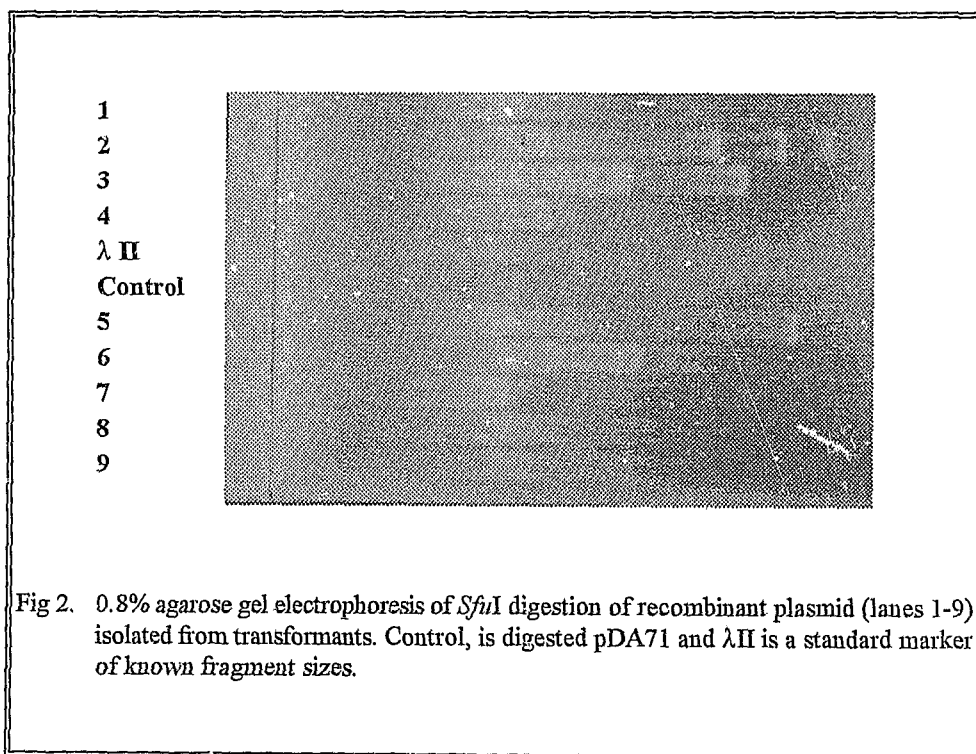 1
2
3
4
λ II
Control
5
6
7
8
9
Fig 2. 0.8% agarose gel electrophoresis of SfuI digestion of recombinant plasmid (lanes 1-9)
isolated from transformants. Control, is digested pDA71 and λII is a standard marker
of known fragment sizes.